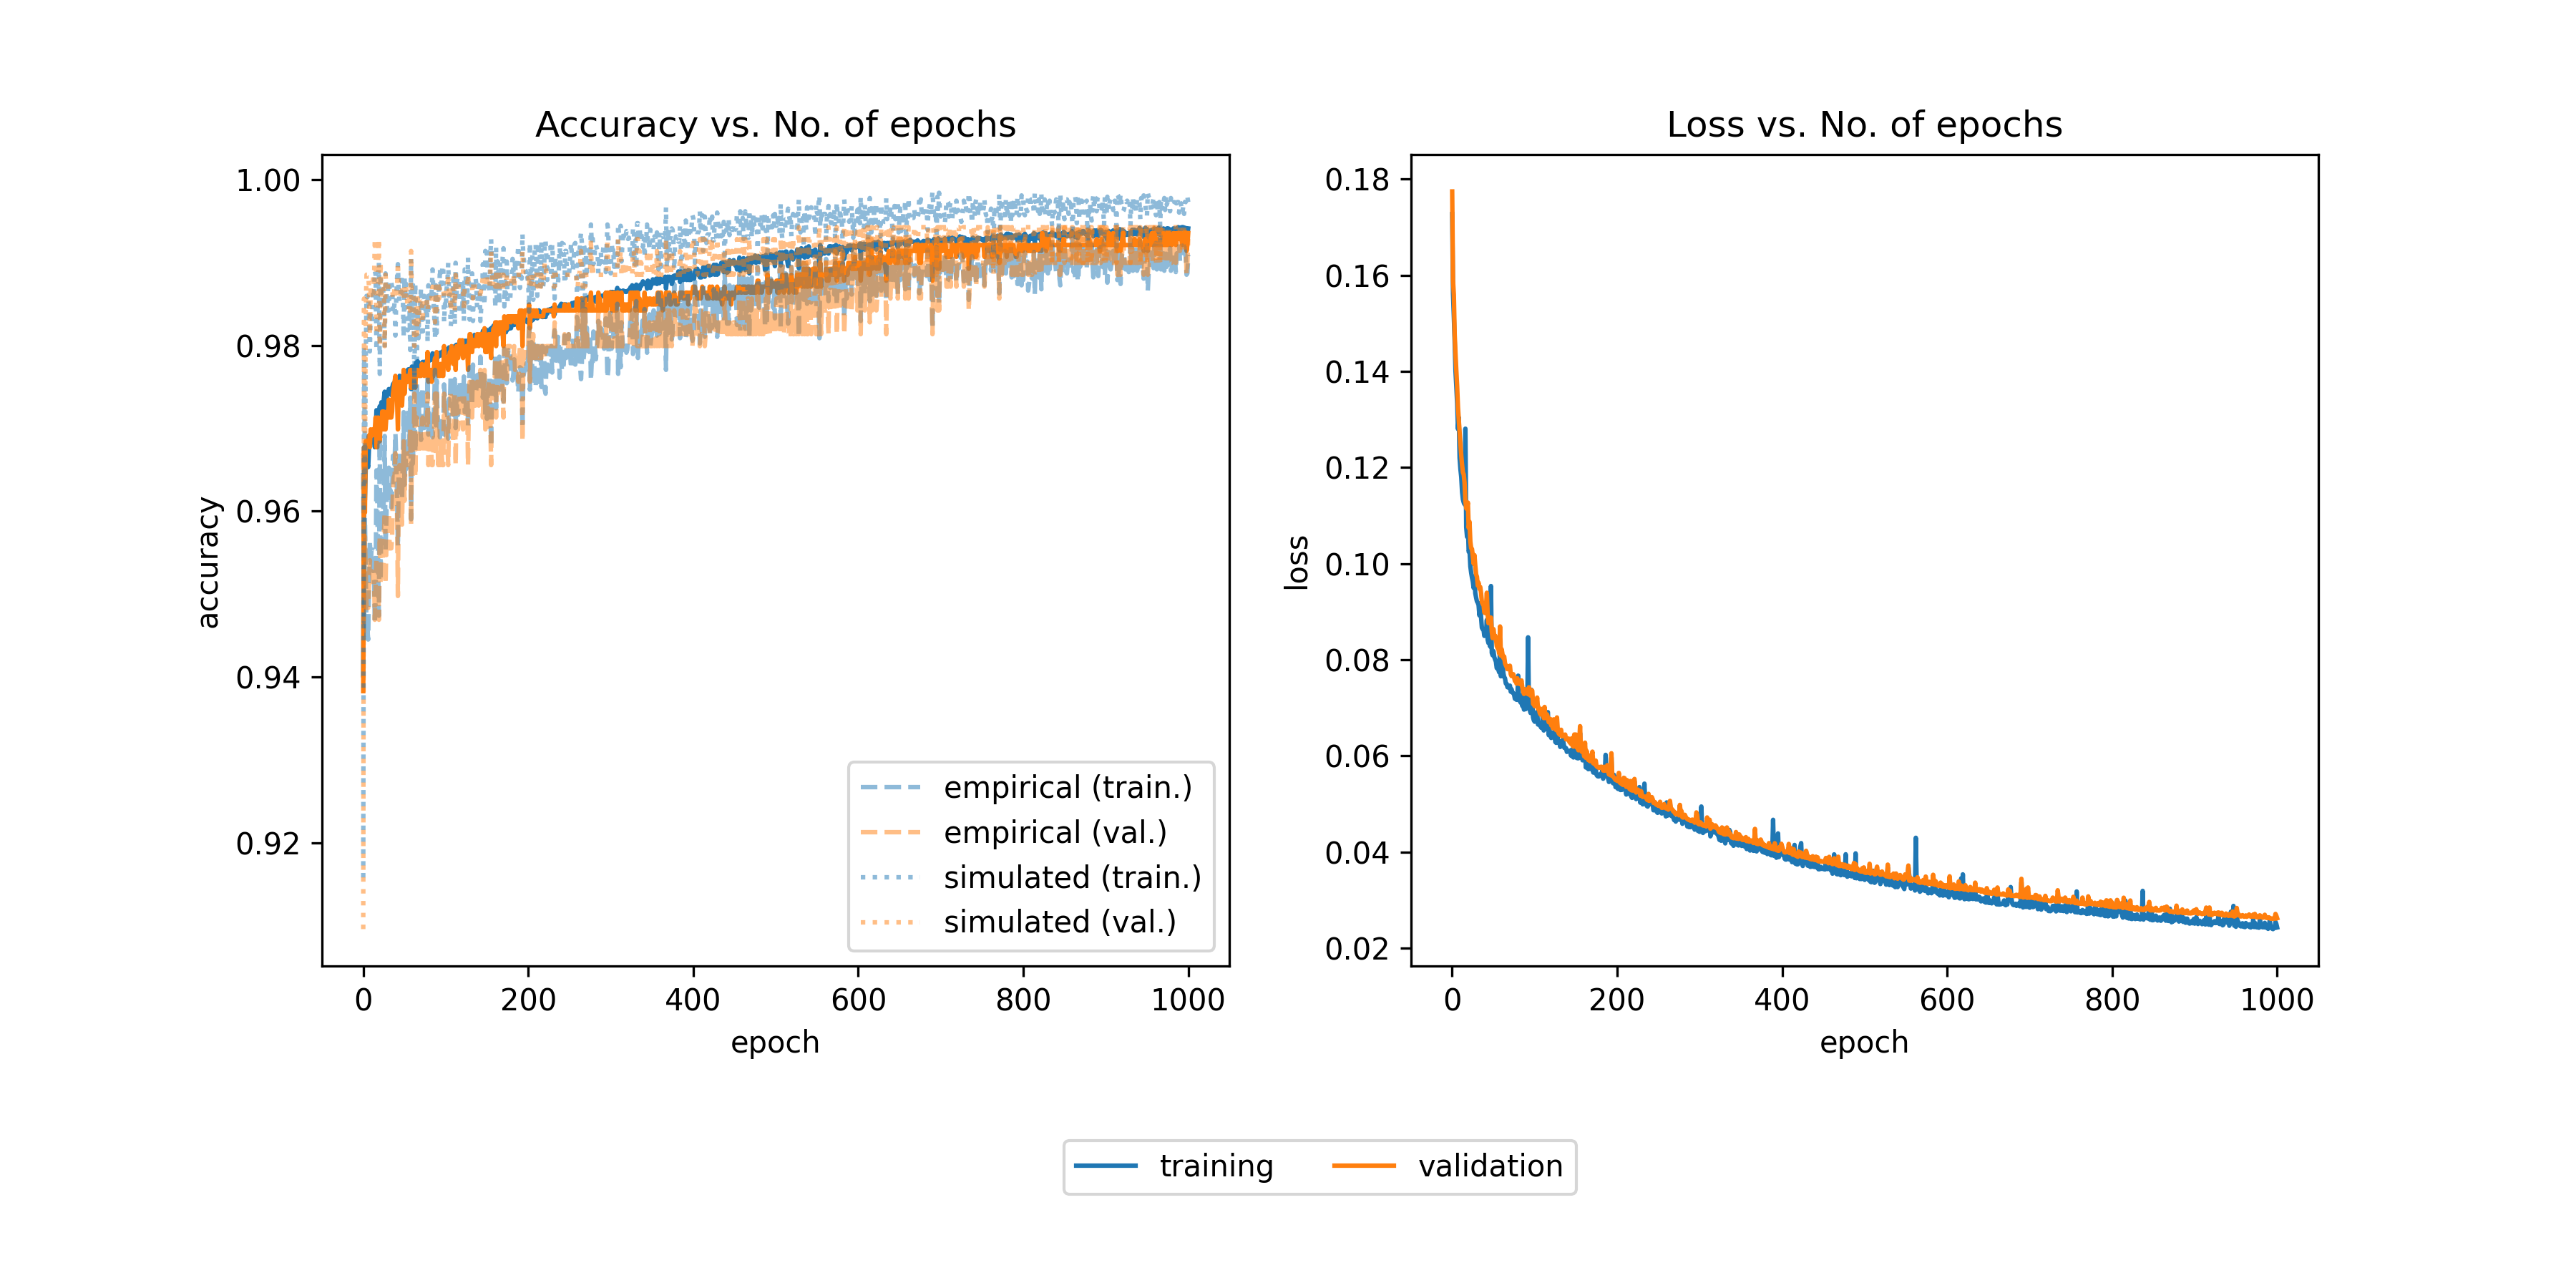 Accuracy vs. No. of epochs
1.00
0.98
0.96
0.94
0.92
accuracy
0 200 400 600 800 1000
epoch
empirical (train.)
empirical (val.)
simulated (train.)
simulated (val.)
Loss vs. No. of epochs
0.18
0.16
0.14
0.12
0.10
0.08
0.06
0.04
0.02
loss
0 200 400 600 800 1000
epoch
training validation